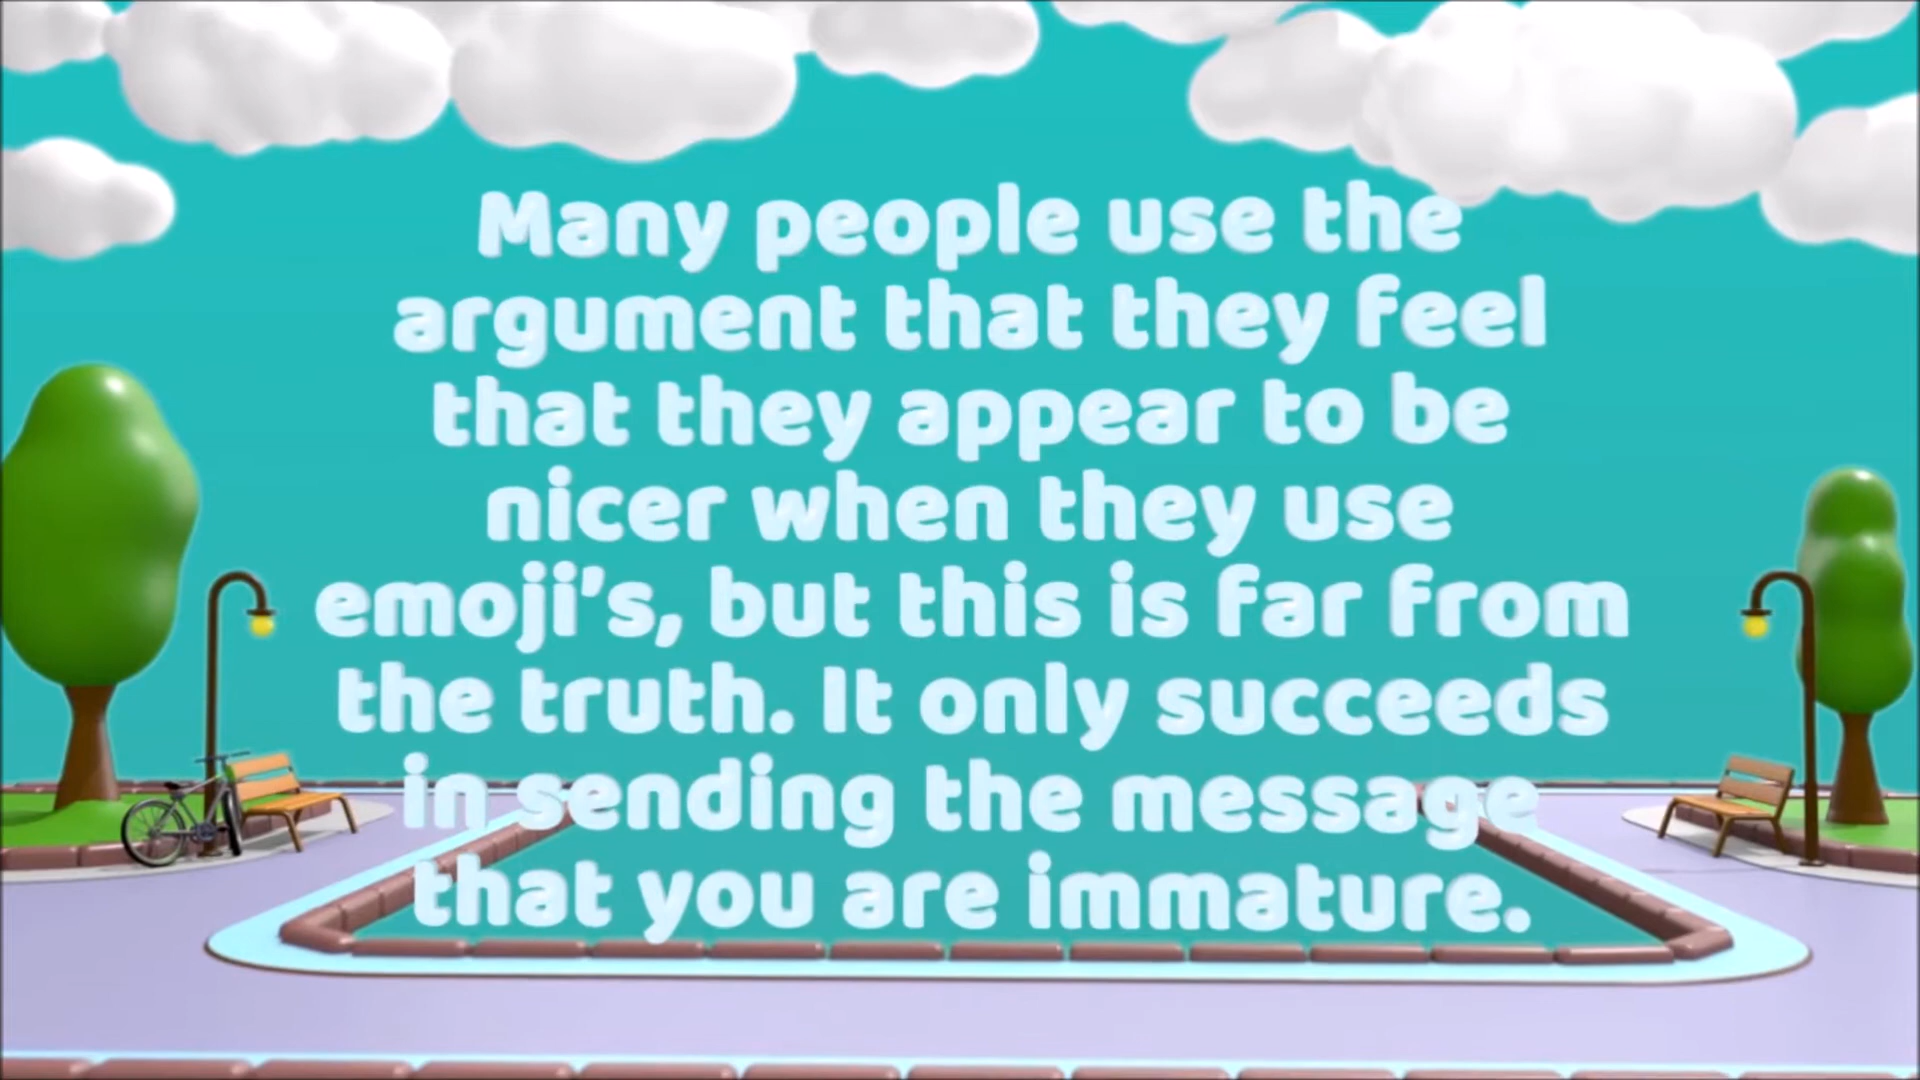 Many people use the
argument that they feel
that they appear to be
nicer when they use
emoji's, but this is far from
the truth. It only succeeds
in sending the message
that you are immature.